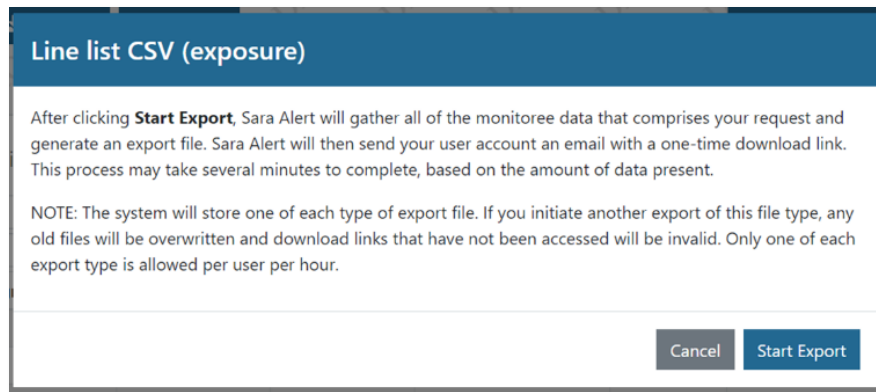 Line list CSV (exposure)
After clicking Start Export, Sara Alert will gather all of the monitoree data that comprises your request and
generate an export file. Sara Alert will then send your user account an email with a one-time download link.
This process may take several minutes to complete, based on the amount of data present.
NOTE: The system will store one of each type of export file. If you initiate another export of this file type, any
old files will be overwritten and download links that have not been accessed will be invalid. Only one of each
export type is allowed per user per hour.
Cancel Start Export